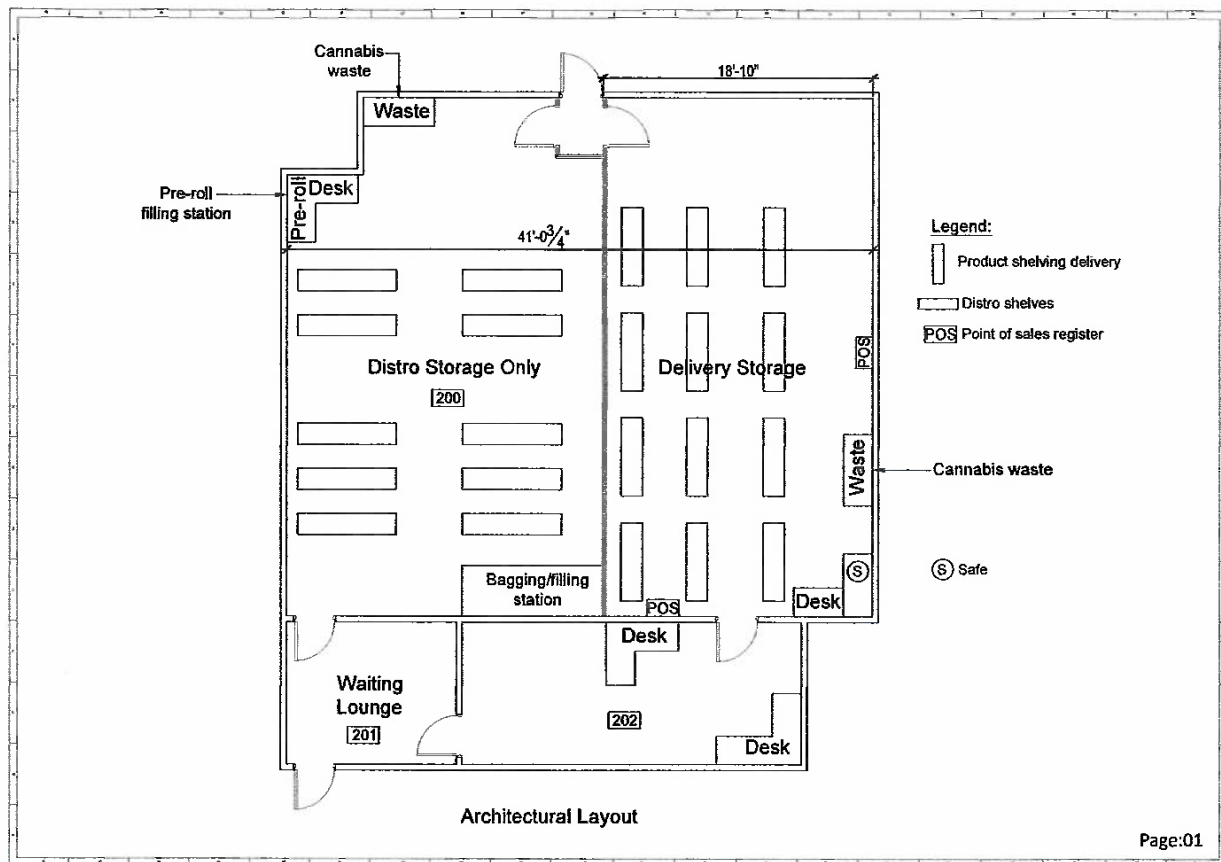 Cannabis
waste
18'-10"
Waste
Pre-roll
filling station
Pre-roll
Desk
41'-0 3/4"
Legend:
Product shelving delivery
Distro shelves
POS Point of sales register
POS
Distro Storage Only
200
Delivery Storage
Waste
Cannabis waste
Bagging/filling
station
S
S Safe
Desk
POS
Desk
Waiting
Lounge
201
202
Desk
Architectural Layout
Page:01